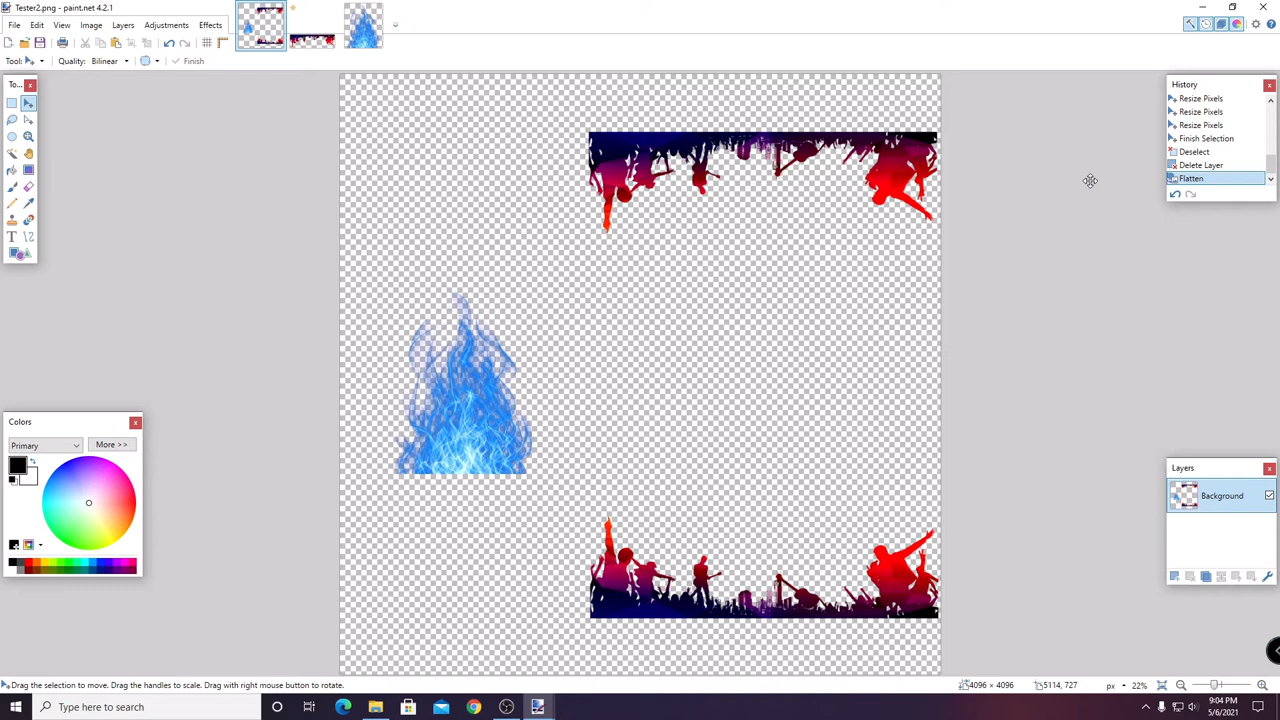 Tester2.png - paint.net 4.2.1
File Edit View Image Layers Adjustments Effects
Tool: Quality: Bilinear Finish
To...
History
Resize Pixels
Resize Pixels
Resize Pixels
Finish Selection
Deselect
Delete Layer
Flatten
Colors
Primary More >>
Layers
Background
Drag the selection to move. Drag the handles to scale. Drag with right mouse button to rotate. 4096 × 4096 5114, 727 px 22%
Type here to search
9:04 PM
5/6/2021